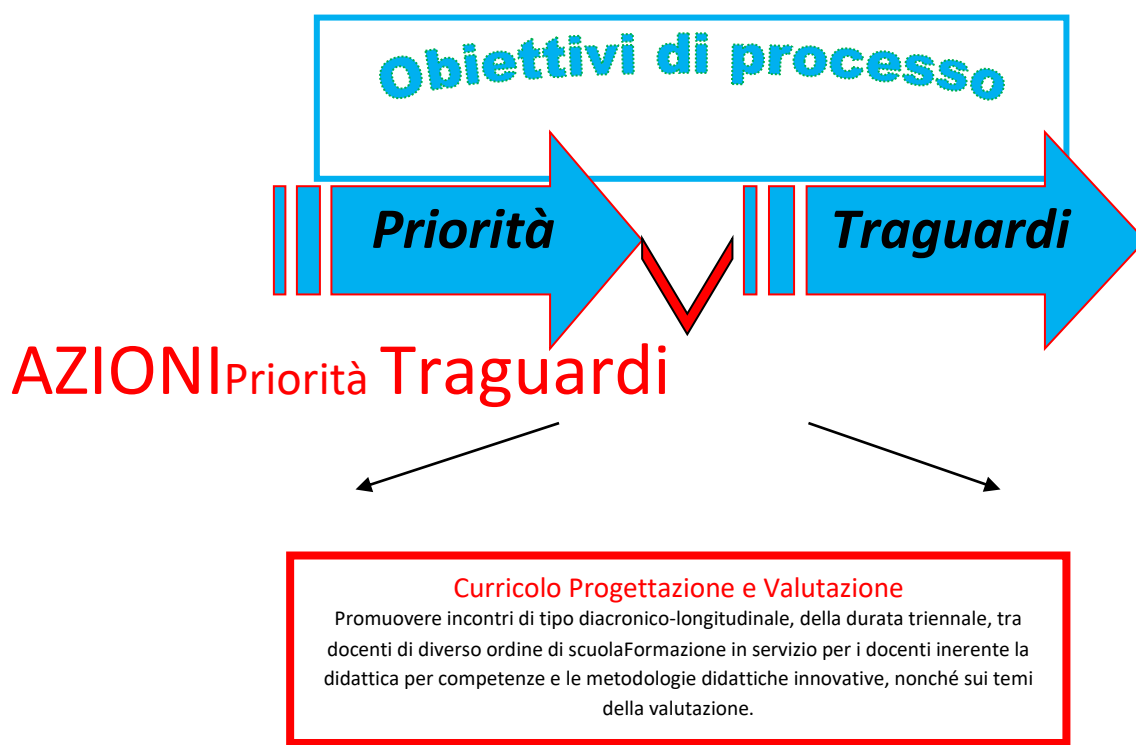 Obiettivi di processo
Priorità
Traguardi
AZIONIPriorità Traguardi
Curricolo Progettazione e Valutazione
Promuovere incontri di tipo diacronico-longitudinale, della durata triennale, tra
docenti di diverso ordine di scuolaFormazione in servizio per i docenti inerente la
didattica per competenze e le metodologie didattiche innovative, nonché sui temi
della valutazione.